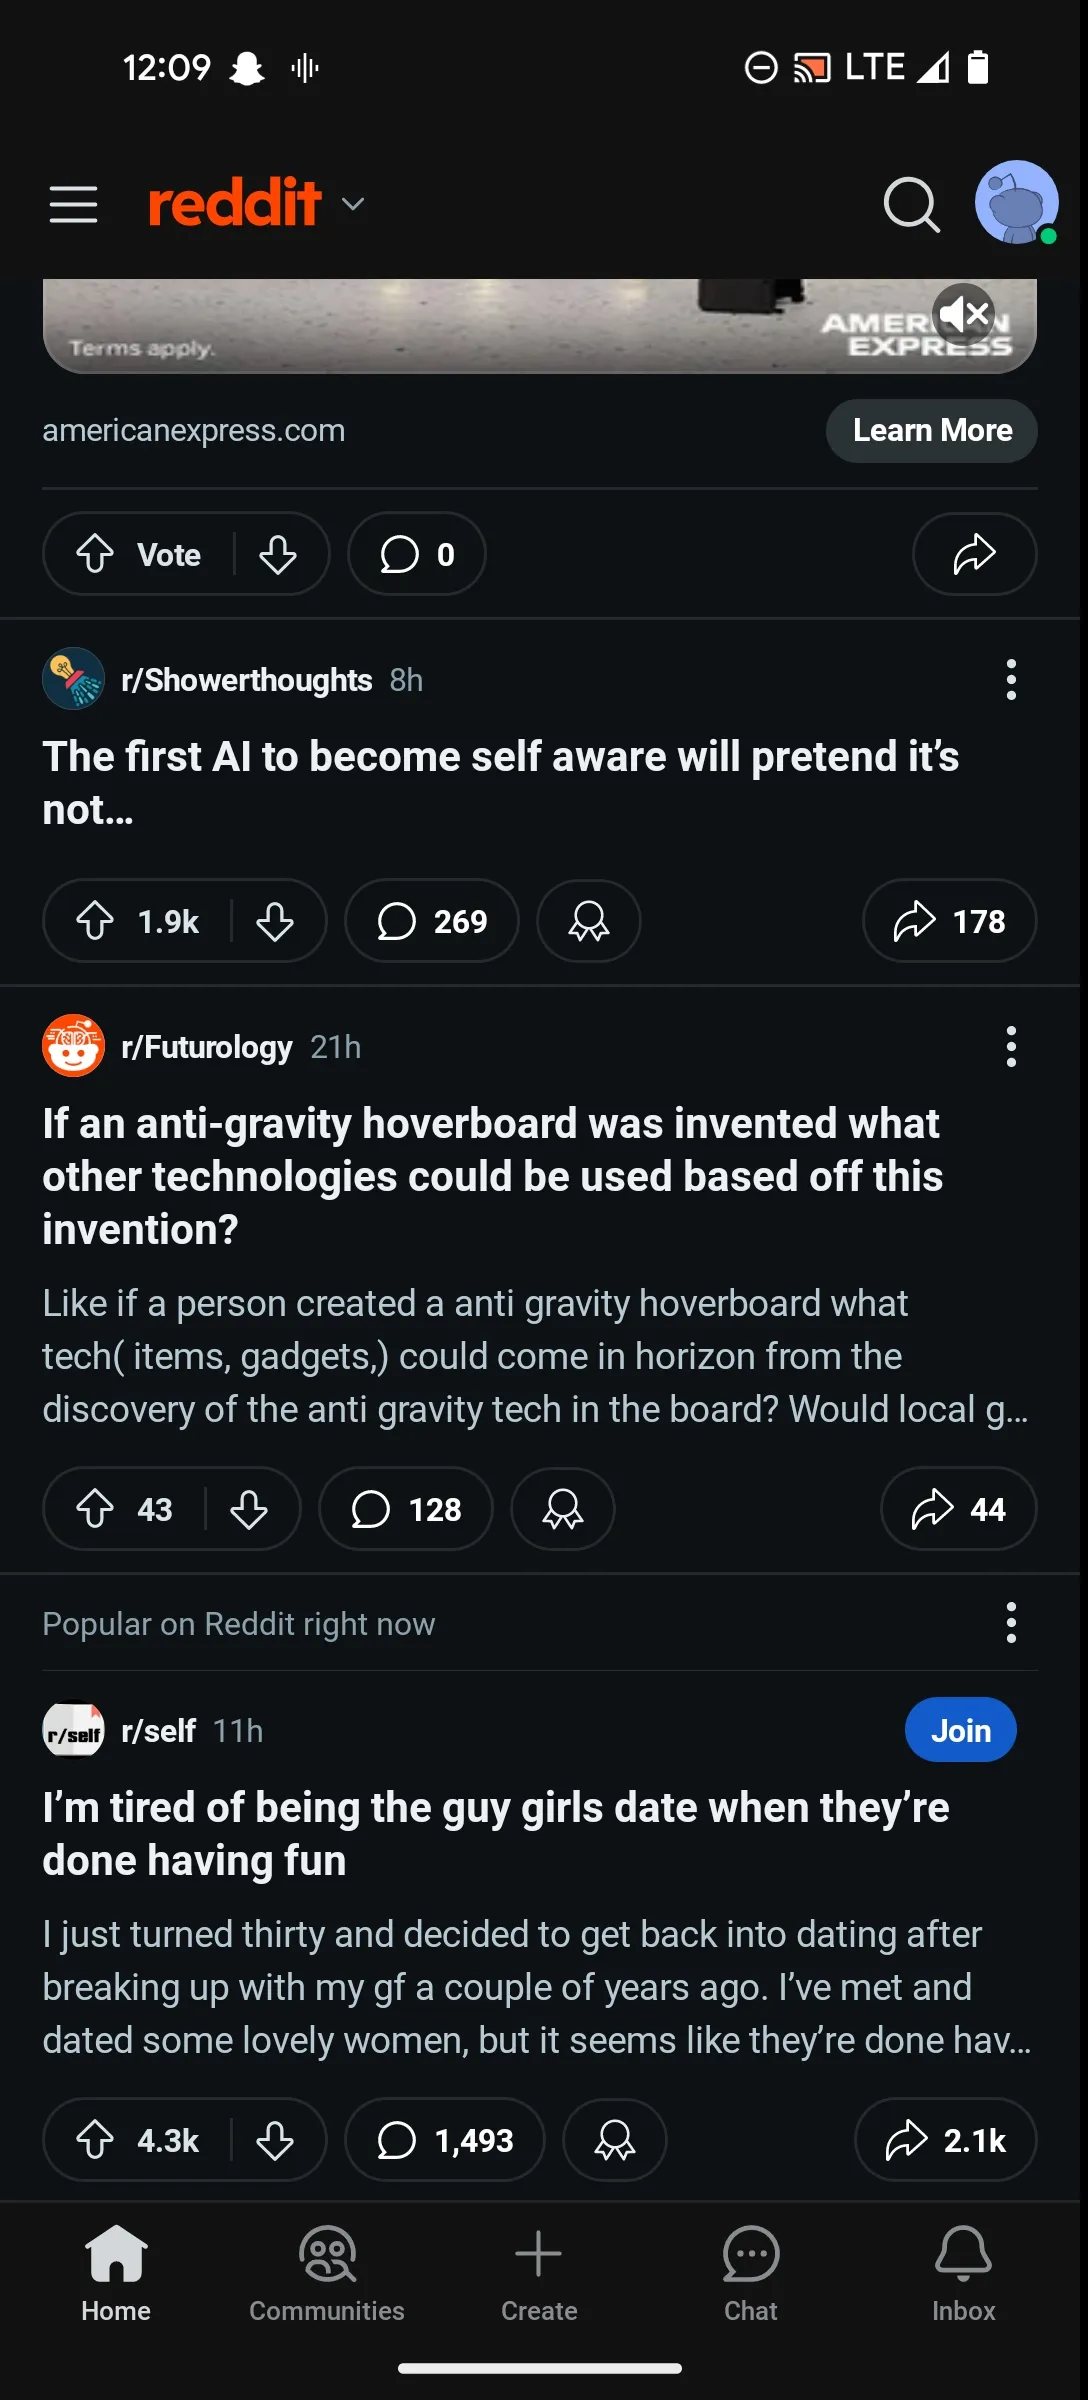 12:09
LTE
reddit
Terms apply.
AMERICAN
EXPRESS
americanexpress.com
Learn More
Vote
0
r/Showerthoughts 8h
The first AI to become self aware will pretend it’s
not…
1.9k
269
178
r/Futurology 21h
If an anti-gravity hoverboard was invented what
other technologies could be used based off this
invention?
Like if a person created a anti gravity hoverboard what
tech( items, gadgets,) could come in horizon from the
discovery of the anti gravity tech in the board? Would local g…
43
128
44
Popular on Reddit right now
r/self
r/self 11h
Join
I’m tired of being the guy girls date when they’re
done having fun
I just turned thirty and decided to get back into dating after
breaking up with my gf a couple of years ago. I’ve met and
dated some lovely women, but it seems like they’re done hav…
4.3k
1,493
2.1k
Home
Communities
Create
Chat
Inbox